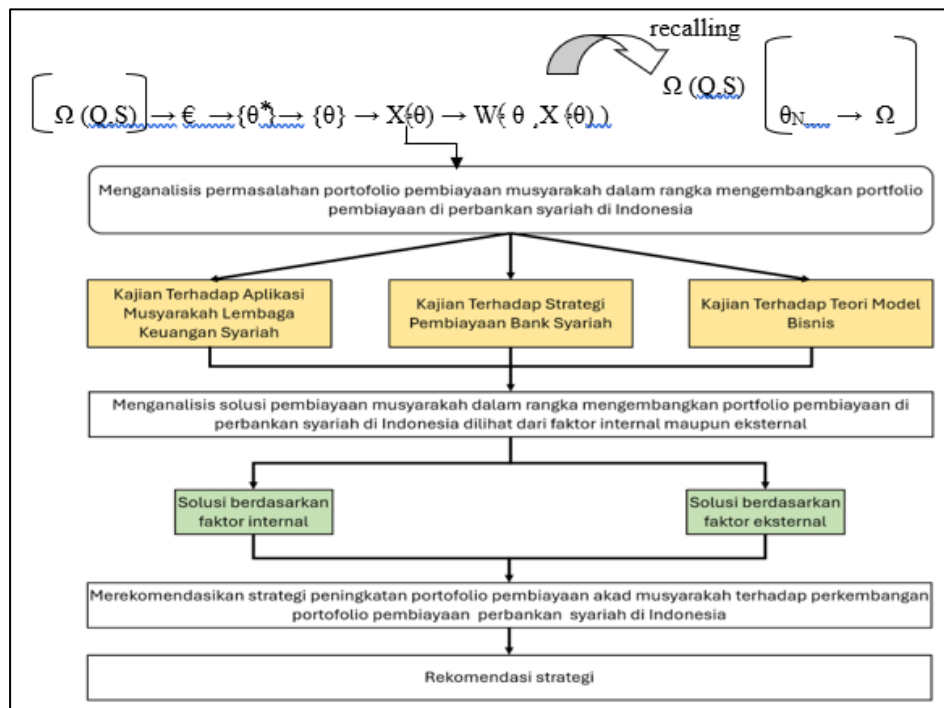 recalling
Ω (Q.S) → € → {θ*} → {θ} → X(θ) → W( θ ,X (θ) )
Ω (Q.S)
θN → Ω
Menganalisis permasalahan portofolio pembiayaan musyarakah dalam rangka mengembangkan portfolio
pembiayaan di perbankan syariah di Indonesia
Kajian Terhadap Aplikasi
Musyarakah Lembaga
Keuangan Syariah
Kajian Terhadap Strategi
Pembiayaan Bank Syariah
Kajian Terhadap Teori Model
Bisnis
Menganalisis solusi pembiayaan musyarakah dalam rangka mengembangkan portfolio pembiayaan di
perbankan syariah di Indonesia dilihat dari faktor internal maupun eksternal
Solusi berdasarkan
faktor internal
Solusi berdasarkan
faktor eksternal
Merekomendasikan strategi peningkatan portofolio pembiayaan akad musyarakah terhadap perkembangan
portofolio pembiayaan perbankan syariah di Indonesia
Rekomendasi strategi